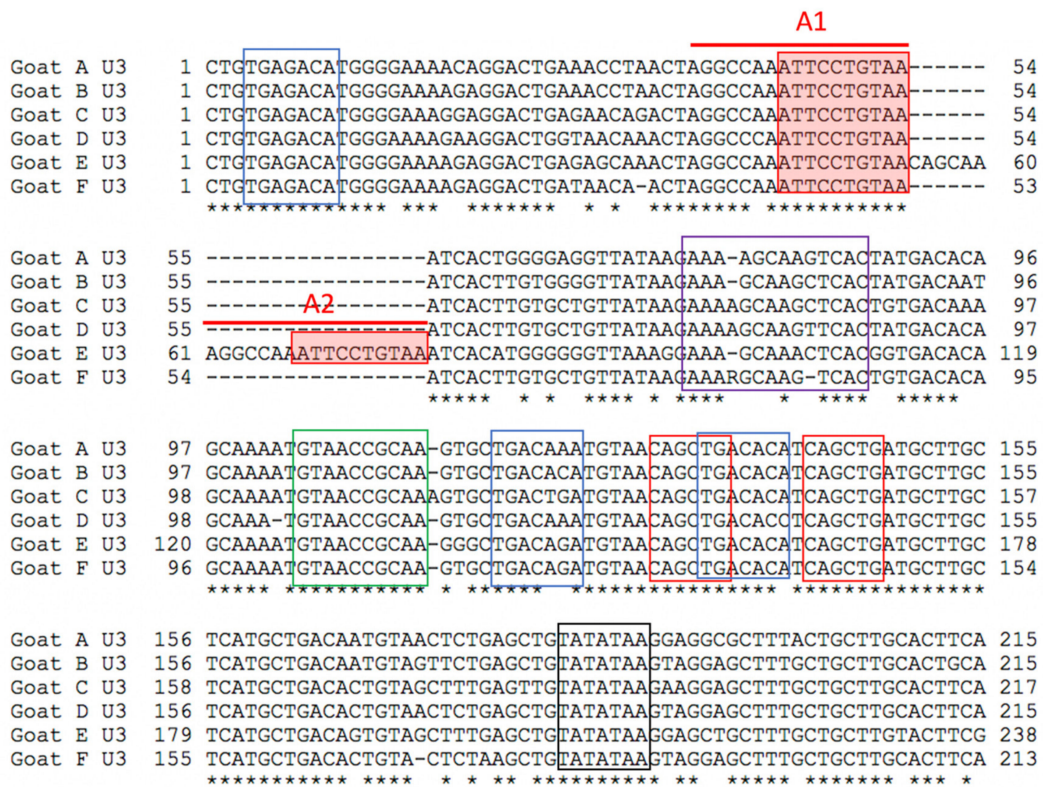 A1
Goat A U3 1 CTGTGAGACATGGGGAAAACAGGACTGAAACCTAACTAGGCCAAATTCCTGTAA------ 54
Goat B U3 1 CTGTGAGACATGGGGAAAAGAGGACTGAAACCTAACTAGGCCAAATTCCTGTAA------ 54
Goat C U3 1 CTGTGAGACATGGGGAAAGGAGGACTGAGAACAGACTAGGCCAAATTCCTGTAA------ 54
Goat D U3 1 CTGTGAGACATGGGAAAAGAAGGACTGGTAACAAACTAGGCCCAATTCCTGTAA------ 54
Goat E U3 1 CTGTGAGACATGGGGAAAAGAGGACTGAGAGCAAACTAGGCCAAATTCCTGTAACAGCAA 60
Goat F U3 1 CTGTGAGACATGGGGAAAAGAGGACTGATAACA-ACTAGGCCAAATTCCTGTAA------ 53
Goat A U3 55 -----------------ATCACTGGGGAGGTTATAAGAAA-AGCAAGTCACTATGACACA 96
Goat B U3 55 -----------------ATCACTTGTGGGGTTATAAGAAA-GCAAGCTCACTATGACAAT 96
Goat C U3 55 -----------------ATCACTTGTGCTGTTATAAGAAAAGCAAGCTCACTGTGACAAA 97
A2
Goat D U3 55 -----------------ATCACTTGTGCTGTTATAAGAAAAGCAAGTTCACTATGACACA 97
Goat E U3 61 AGGCCAAATTCCTGTAAATCACATGGGGGGTTAAAGGAAA-GCAAACTCACGGTGACACA 119
Goat F U3 54 -----------------ATCACTTGTGCTGTTATAAGAAARGCAAG-TCACTGTGACACA 95
Goat A U3 97 GCAAAATGTAACCGCAA-GTGCTGACAAATGTAACAGCTGACACATCAGCTGATGCTTGC 155
Goat B U3 97 GCAAAATGTAACCGCAA-GTGCTGACACATGTAACAGCTGACACATCAGCTGATGCTTGC 155
Goat C U3 98 GCAAAATGTAACCGCAAAGTGCTGACTGATGTAACAGCTGACACATCAGCTGATGCTTGC 157
Goat D U3 98 GCAAA-TGTAACCGCAA-GTGCTGACAAATGTAACAGCTGACACCTCAGCTGATGCTTGC 155
Goat E U3 120 GCAAAATGTAACCGCAA-GGGCTGACAGATGTAACAGCTGACACATCAGCTGATGCTTGC 178
Goat F U3 96 GCAAAATGTAACCGCAA-GTGCTGACAGATGTAACAGCTGACACATCAGCTGATGCTTGC 154
Goat A U3 156 TCATGCTGACAATGTAACTCTGAGCTGTATATAAGGAGGCGCTTTACTGCTTGCACTTCA 215
Goat B U3 156 TCATGCTGACAATGTAGTTCTGAGCTGTATATAAGTAGGAGCTTTGCTGCTTGCACTGCA 215
Goat C U3 158 TCATGCTGACACTGTAGCTTTGAGTTGTATATAAGAAGGAGCTTTGCTGCTTGCACTTCA 217
Goat D U3 156 TCATGCTGACACTGTAACTCTGAGCTGTATATAAGTAGGAGCTTTGCTGCTTGCACTTCA 215
Goat E U3 179 TCATGCTGACAGTGTAGCTTTGAGCTGTATATAAGGAGCTGCTTTGCTGCTTGTACTTCG 238
Goat F U3 155 TCATGCTGACACTGTA-CTCTAAGCTGTATATAAGTAGGAGCTTTGCTGCTTGCACTTCA 213